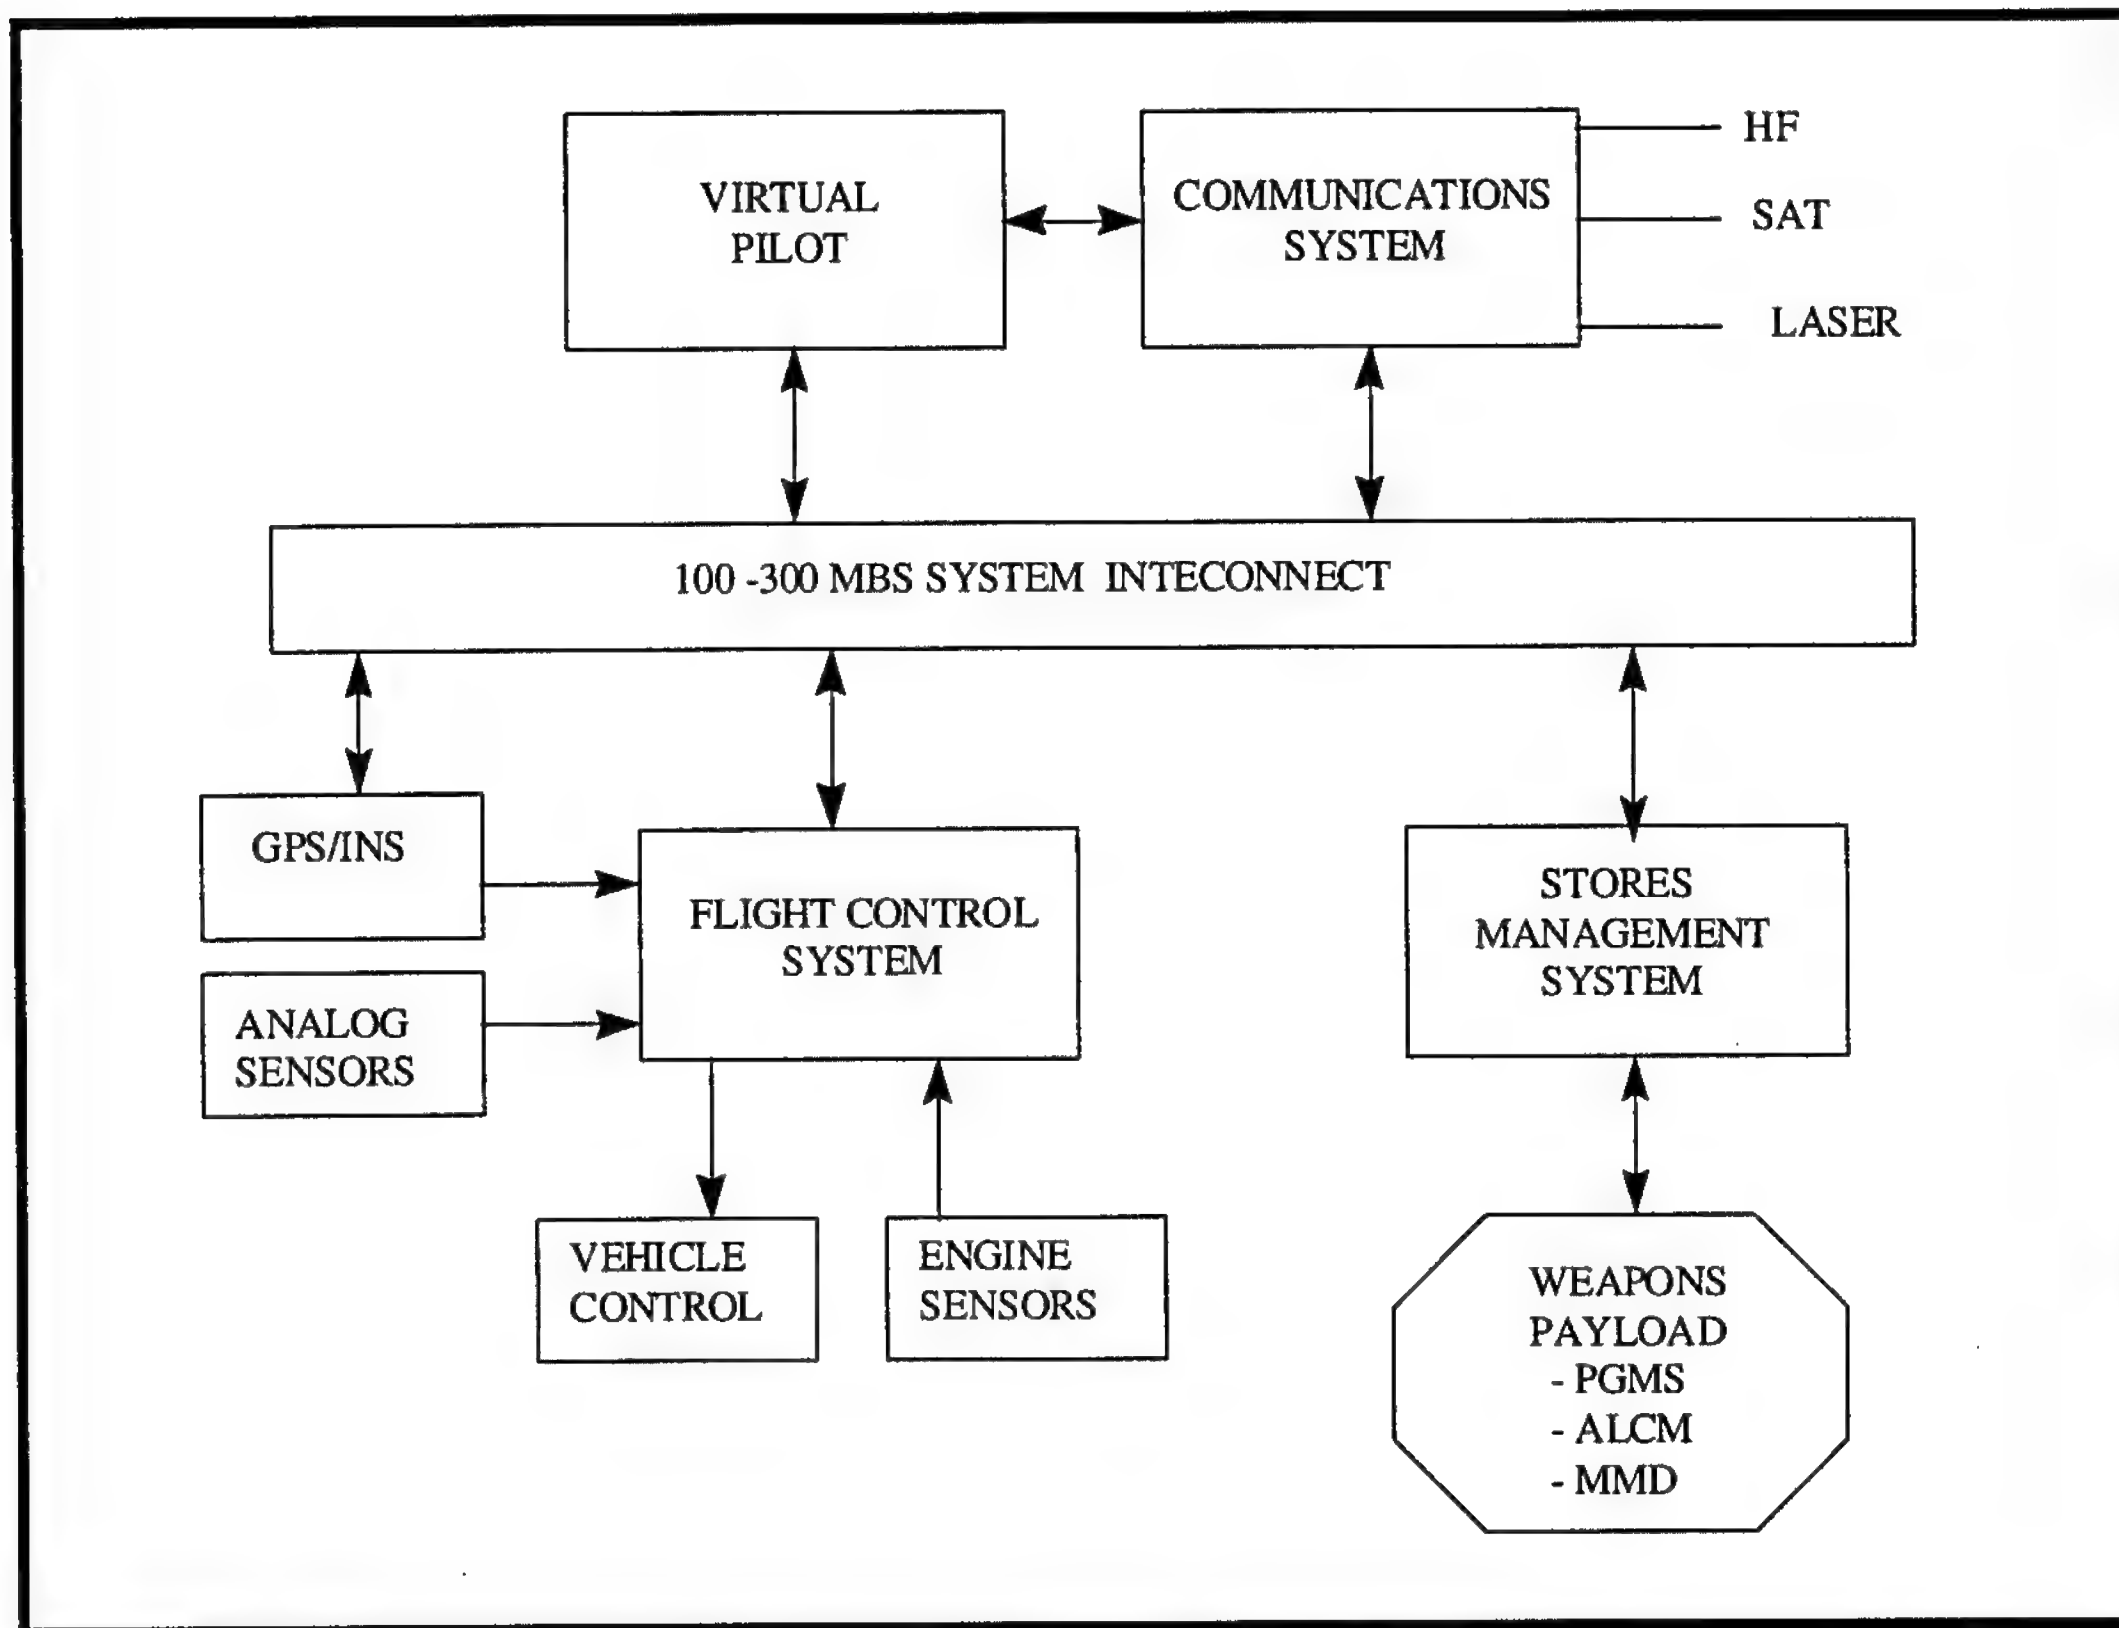 VIRTUAL
PILOT
COMMUNICATIONS
SYSTEM
HF
SAT
LASER
100 -300 MBS SYSTEM INTECONNECT
GPS/INS
FLIGHT CONTROL
SYSTEM
ANALOG
SENSORS
STORES
MANAGEMENT
SYSTEM
VEHICLE
CONTROL
ENGINE
SENSORS
WEAPONS
PAYLOAD
- PGMS
- ALCM
- MMD